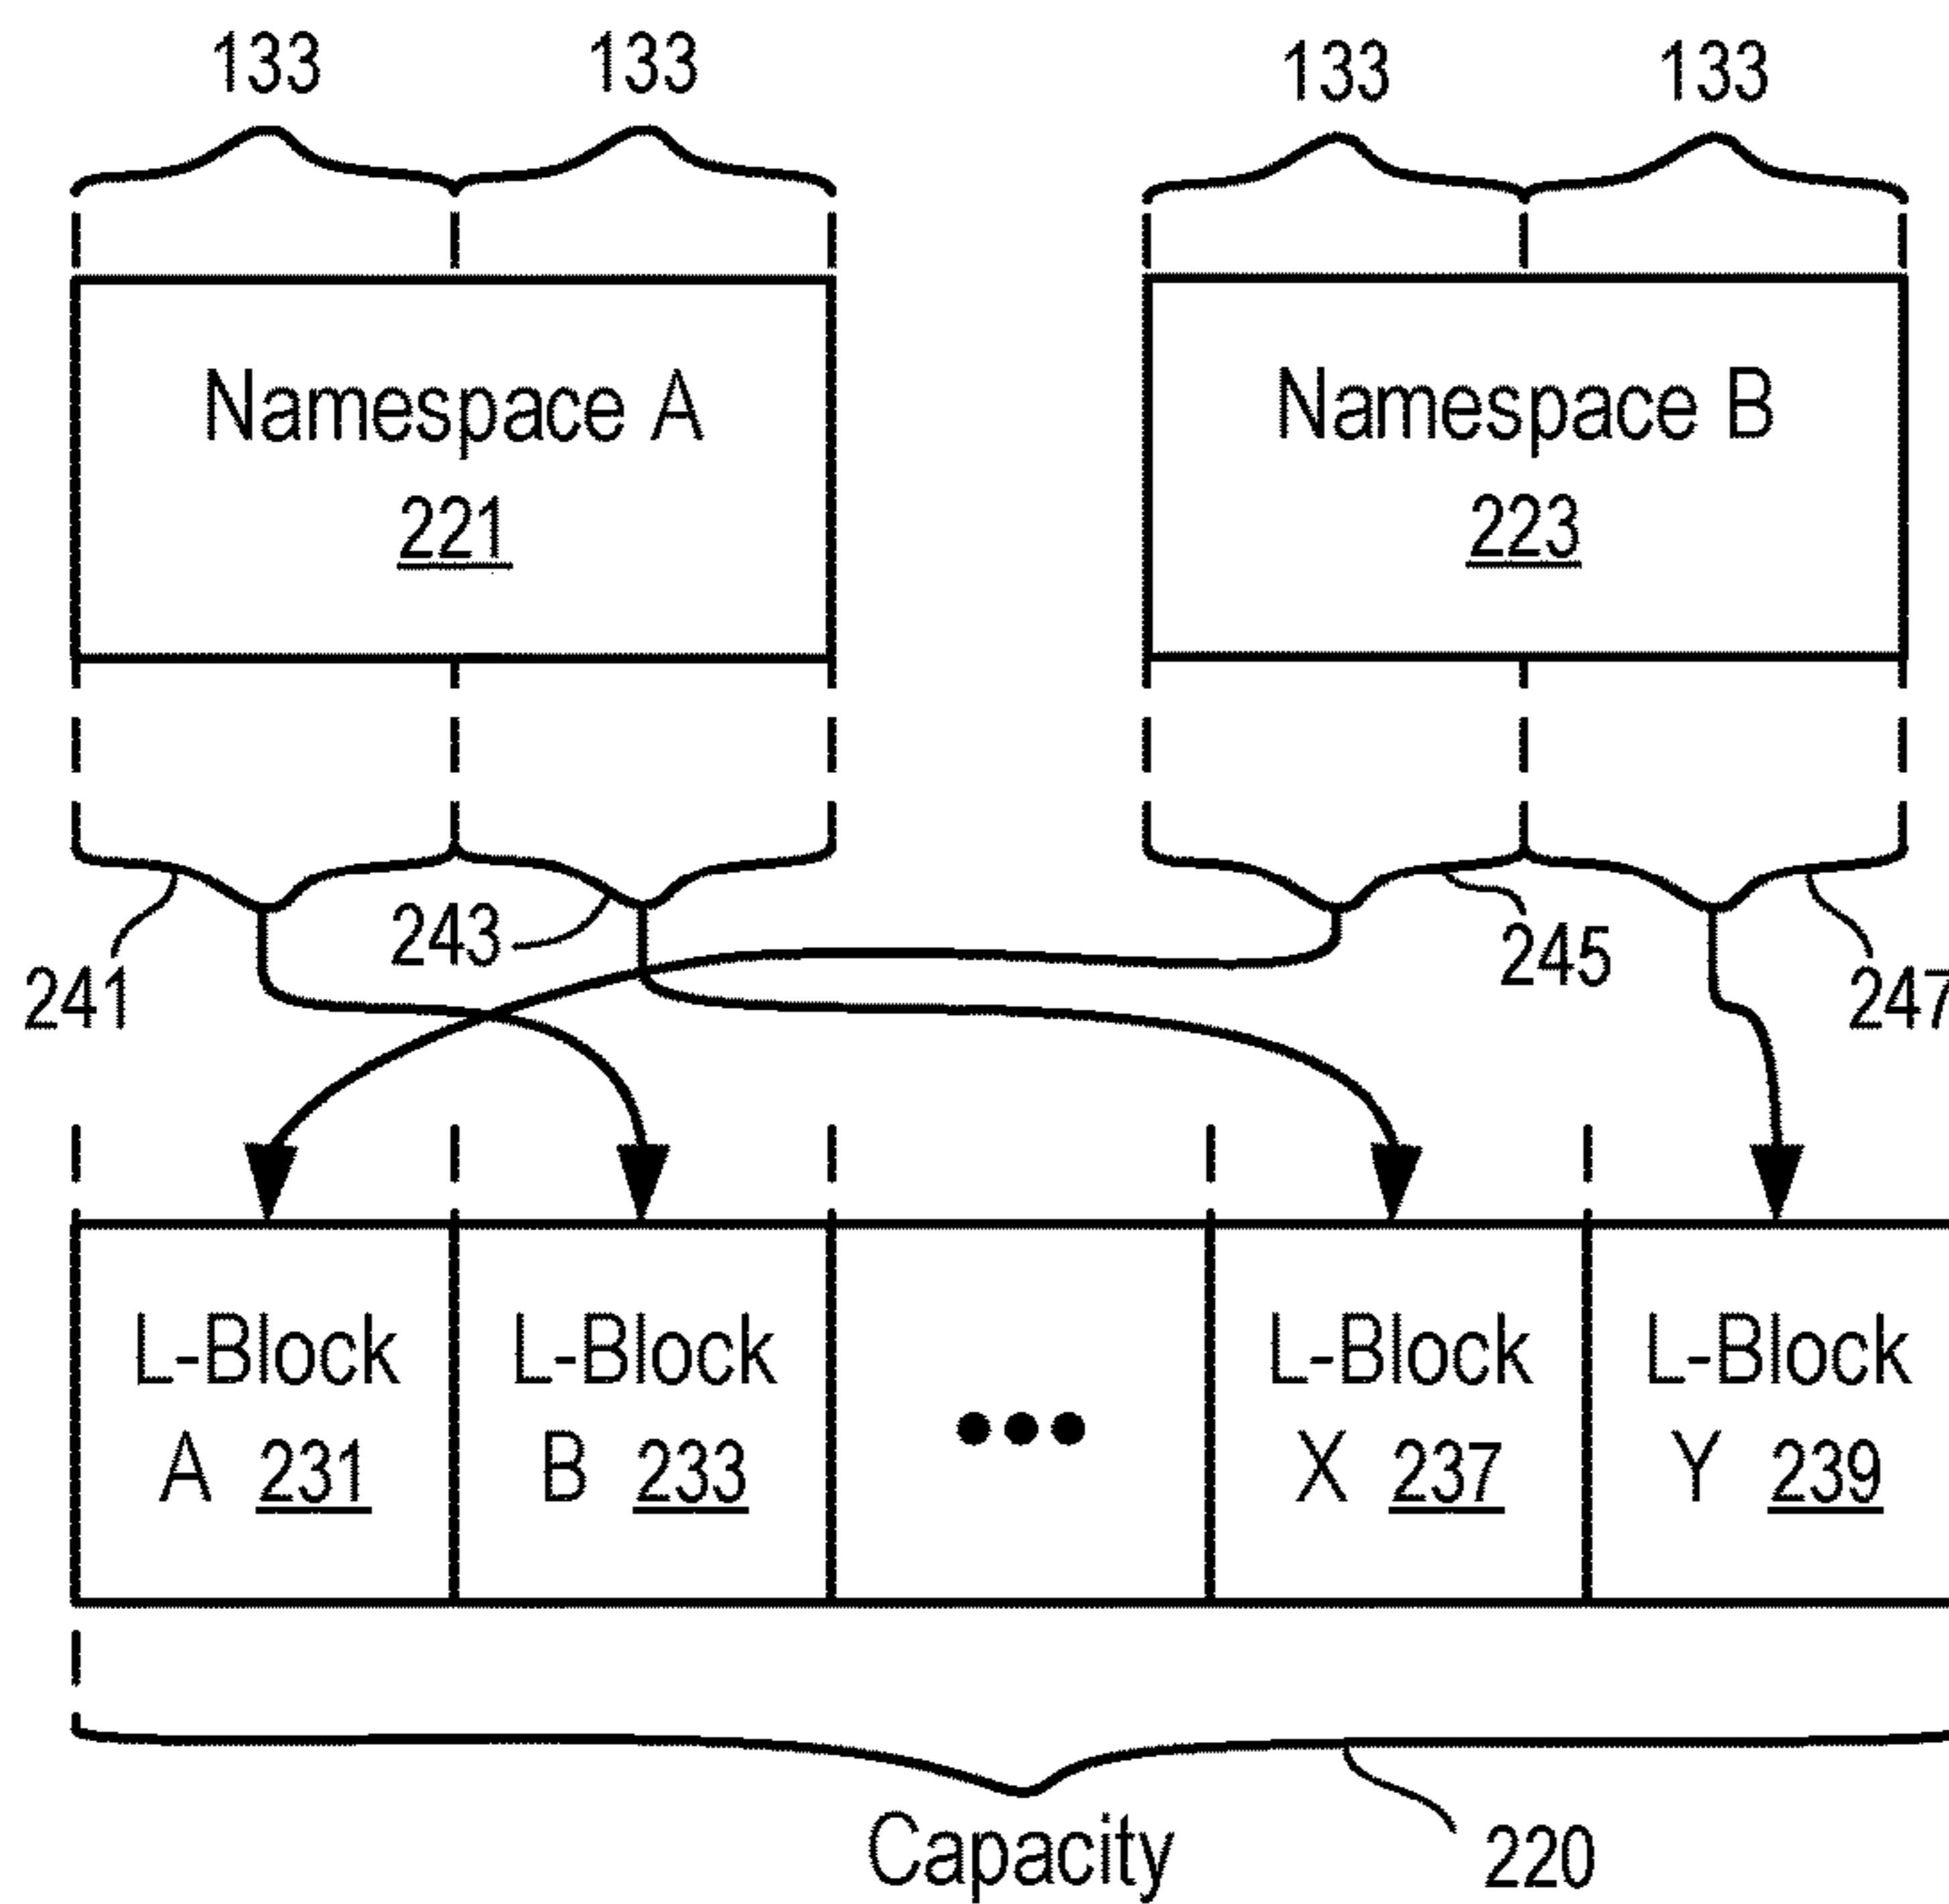 133 133 133 133
Namespace A
221
Namespace B
223
241 243 245 247
L-Block
A 231
L-Block
B 233
•••
L-Block
X 237
L-Block
Y 239
Capacity 220